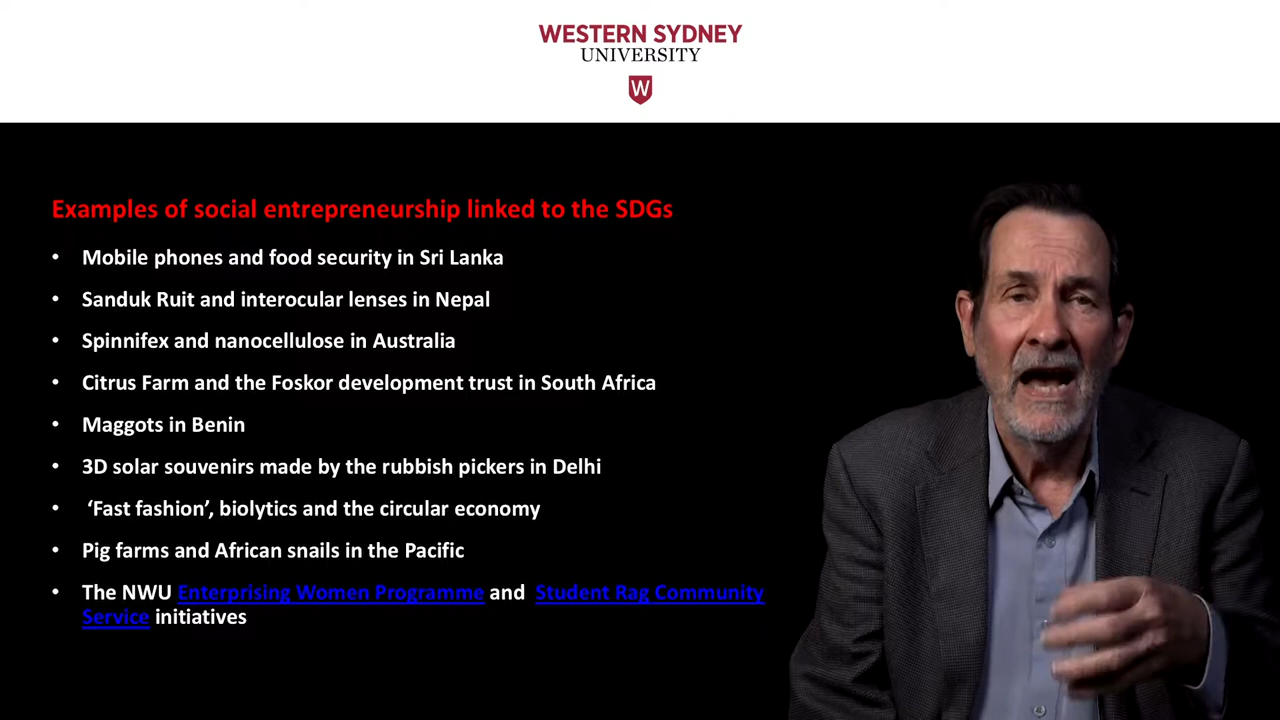 WESTERN SYDNEY
UNIVERSITY
W
Examples of social entrepreneurship linked to the SDGs
• Mobile phones and food security in Sri Lanka
• Sanduk Ruit and interocular lenses in Nepal
• Spinnifex and nanocellulose in Australia
• Citrus Farm and the Foskor development trust in South Africa
• Maggots in Benin
• 3D solar souvenirs made by the rubbish pickers in Delhi
• ‘Fast fashion’, biolytics and the circular economy
• Pig farms and African snails in the Pacific
• The NWU Enterprising Women Programme and Student Rag Community
Service initiatives